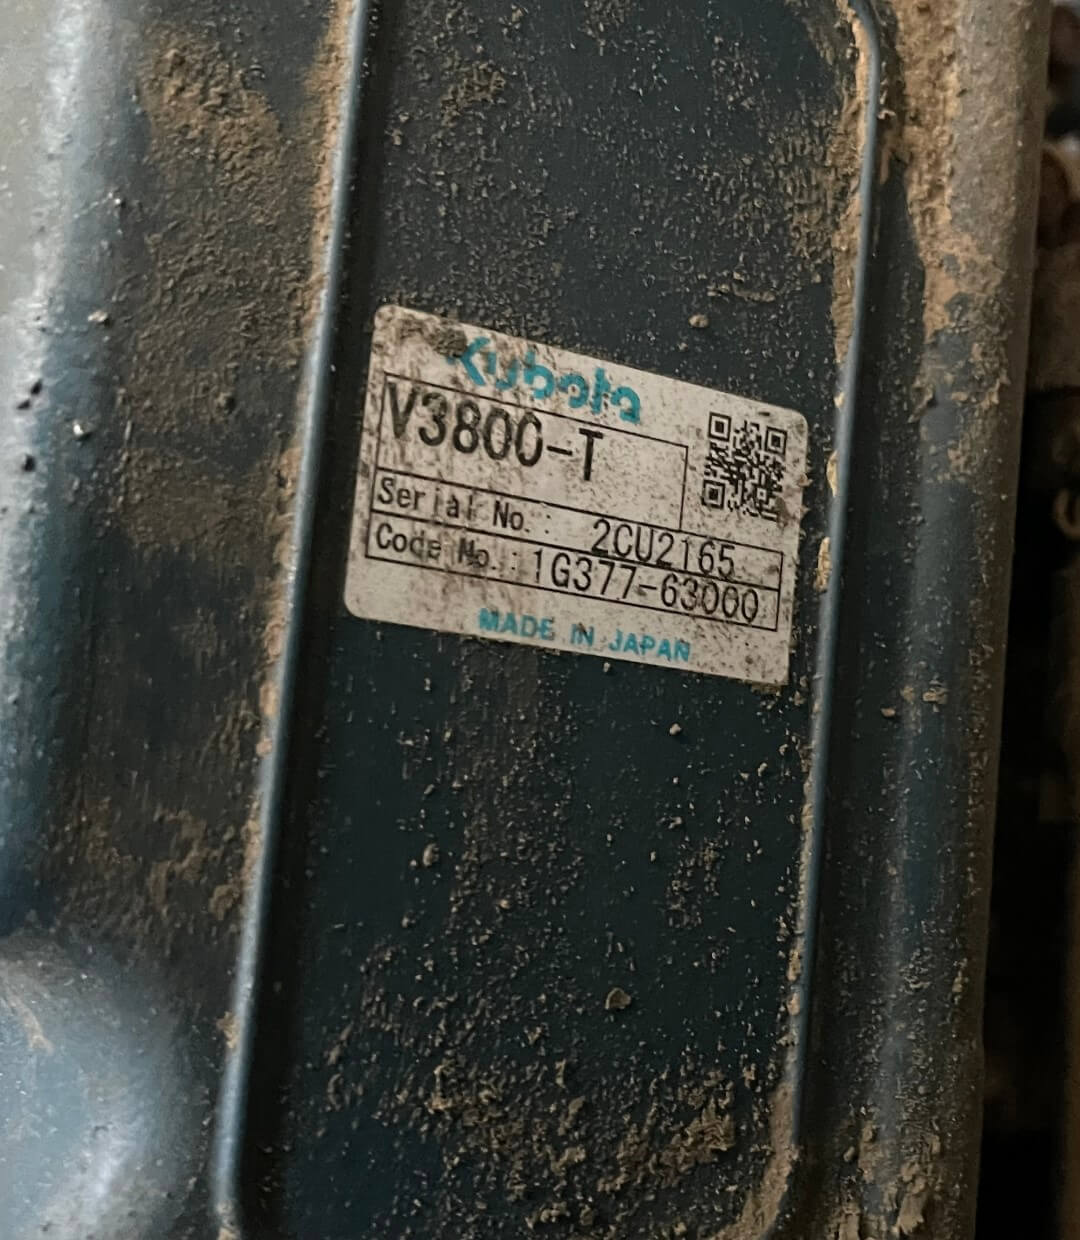 Kubota
V3800-T
Serial No.: 2CU2165
Code No.: 1G377-63000
MADE IN JAPAN